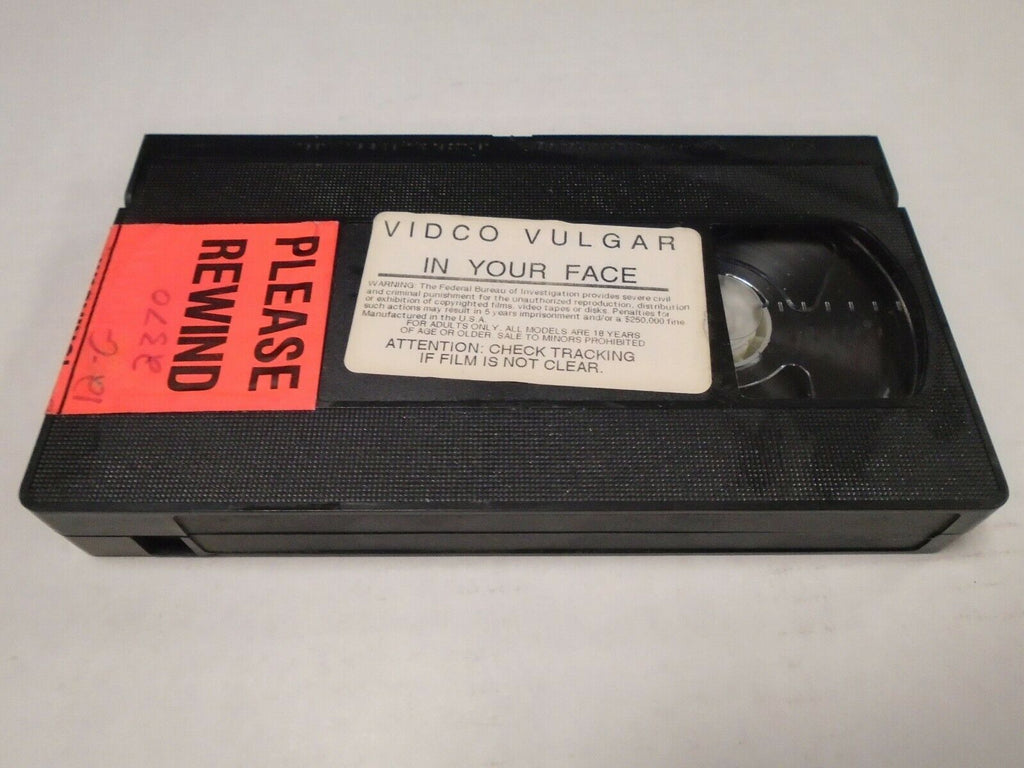 VIDCO VULGAR
IN YOUR FACE
WARNING: The Federal Bureau of Investigation provides severe civil
and criminal punishment for the unauthorized reproduction, distribution
or exhibition of copyrighted films, video tapes or disks. Penalties for
such actions may result in 5 years imprisonment and/or a $250,000 fine
Manufactured in the U.S.A.
FOR ADULTS ONLY. ALL MODELS ARE 18 YEARS
OF AGE OR OLDER. SALE TO MINORS PROHIBITED
ATTENTION: CHECK TRACKING
IF FILM IS NOT CLEAR.
PLEASE
REWIND
23370